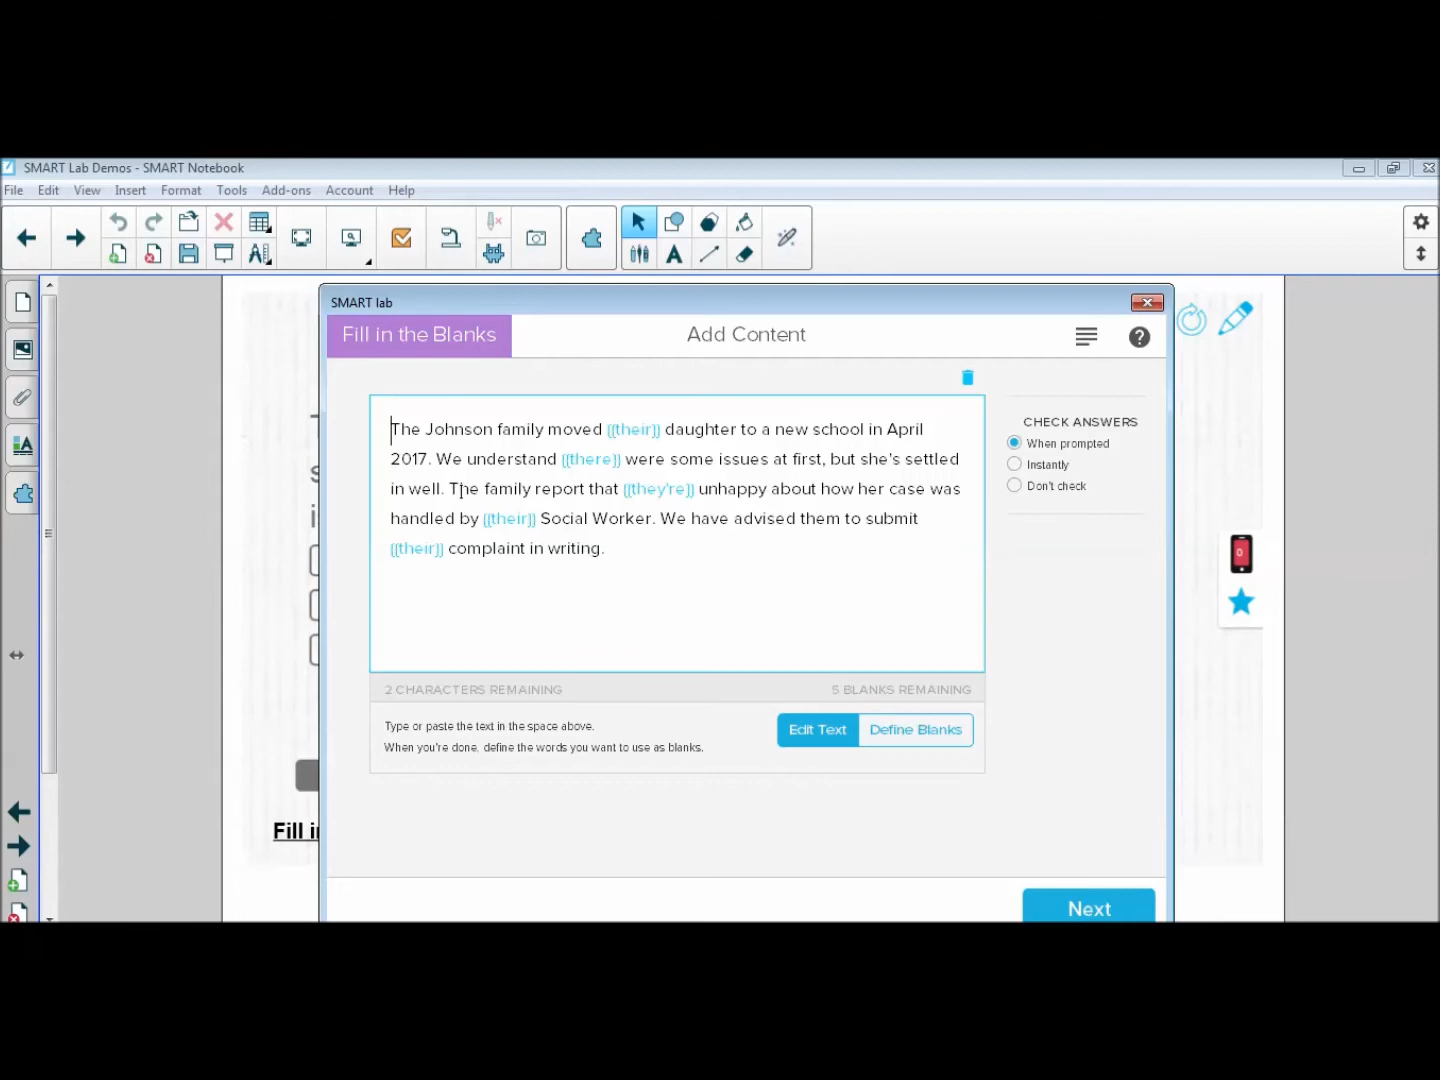 SMART Lab Demos - SMART Notebook
File Edit View Insert Format Tools Add-ons Account Help
SMART lab
Fill in the Blanks
Add Content
The Johnson family moved {{their}} daughter to a new school in April
2017. We understand {{there}} were some issues at first, but she's settled
in well. The family report that {{they're}} unhappy about how her case was
handled by {{their}} Social Worker. We have advised them to submit
{{their}} complaint in writing.
CHECK ANSWERS
When prompted
Instantly
Don't check
0
2 CHARACTERS REMAINING
5 BLANKS REMAINING
Type or paste the text in the space above.
When you're done, define the words you want to use as blanks.
Edit Text
Define Blanks
Fill i
Next